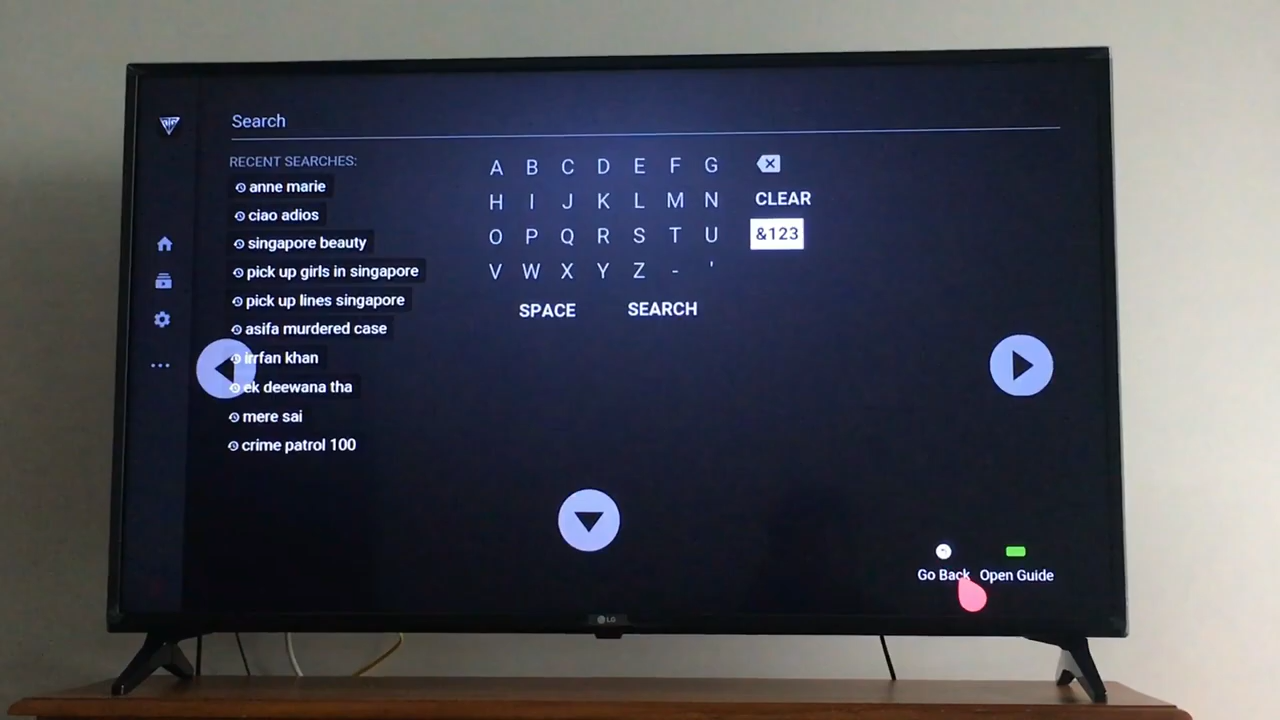 Search
RECENT SEARCHES:
anne marie
ciao adios
singapore beauty
pick up girls in singapore
pick up lines singapore
asifa murdered case
irrfan khan
ek deewana tha
mere sai
crime patrol 100
A B C D E F G
H I J K L M N CLEAR
O P Q R S T U &123
V W X Y Z - '
SPACE SEARCH
Go Back Open Guide
LG